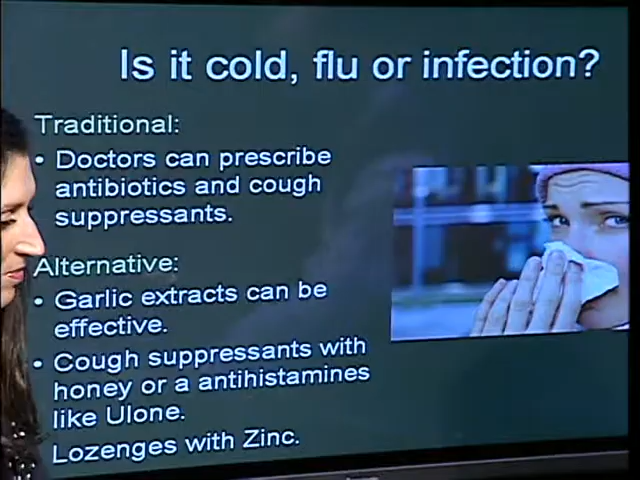 Is it cold, flu or infection?
Traditional:
• Doctors can prescribe
antibiotics and cough
suppressants.
Alternative:
• Garlic extracts can be
effective.
• Cough suppressants with
honey or a antihistamines
like Ulone.
Lozenges with Zinc.